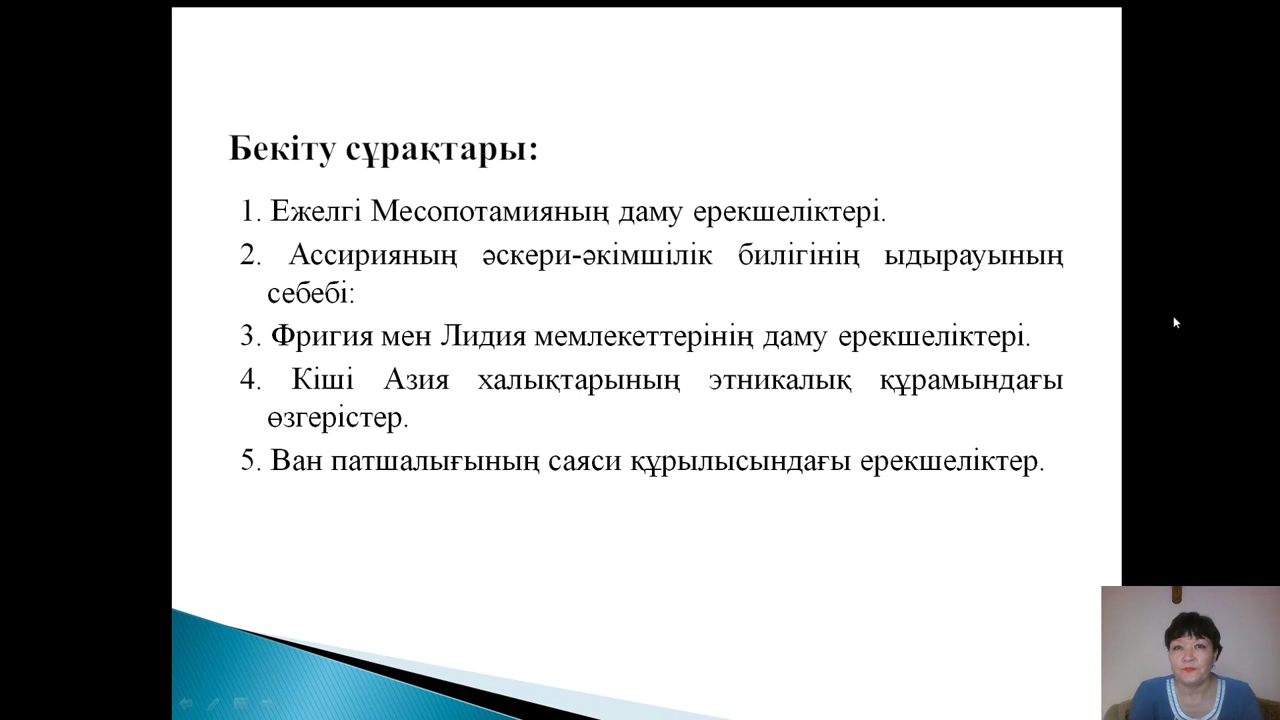 Бекіту сұрақтары:
1. Ежелгі Месопотамияның даму ерекшеліктері.
2. Ассирияның әскери-әкімшілік билігінің ыдырауының
себебі:
3. Фригия мен Лидия мемлекеттерінің даму ерекшеліктері.
4. Кіші Азия халықтарының этникалық құрамындағы
өзгерістер.
5. Ван патшалығының саяси құрылысындағы ерекшеліктер.